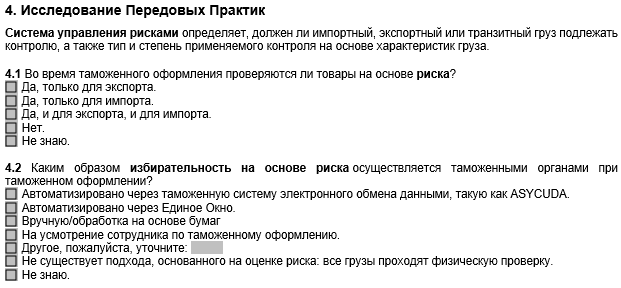 4. Исследование Передовых Практик
Система управления рисками определяет, должен ли импортный, экспортный или транзитный груз подлежать
контролю, а также тип и степень применяемого контроля на основе характеристик груза.
4.1 Во время таможенного оформления проверяются ли товары на основе риска?
Да, только для экспорта.
Да, только для импорта.
Да, и для экспорта, и для импорта.
Нет.
Не знаю.
4.2 Каким образом избирательность на основе риска осуществляется таможенными органами при
таможенном оформлении?
Автоматизировано через таможенную систему электронного обмена данными, такую как ASYCUDA.
Автоматизировано через Единое Окно.
Вручную/обработка на основе бумаг
На усмотрение сотрудника по таможенному оформлению.
Другое, пожалуйста, уточните:
Не существует подхода, основанного на оценке риска: все грузы проходят физическую проверку.
Не знаю.